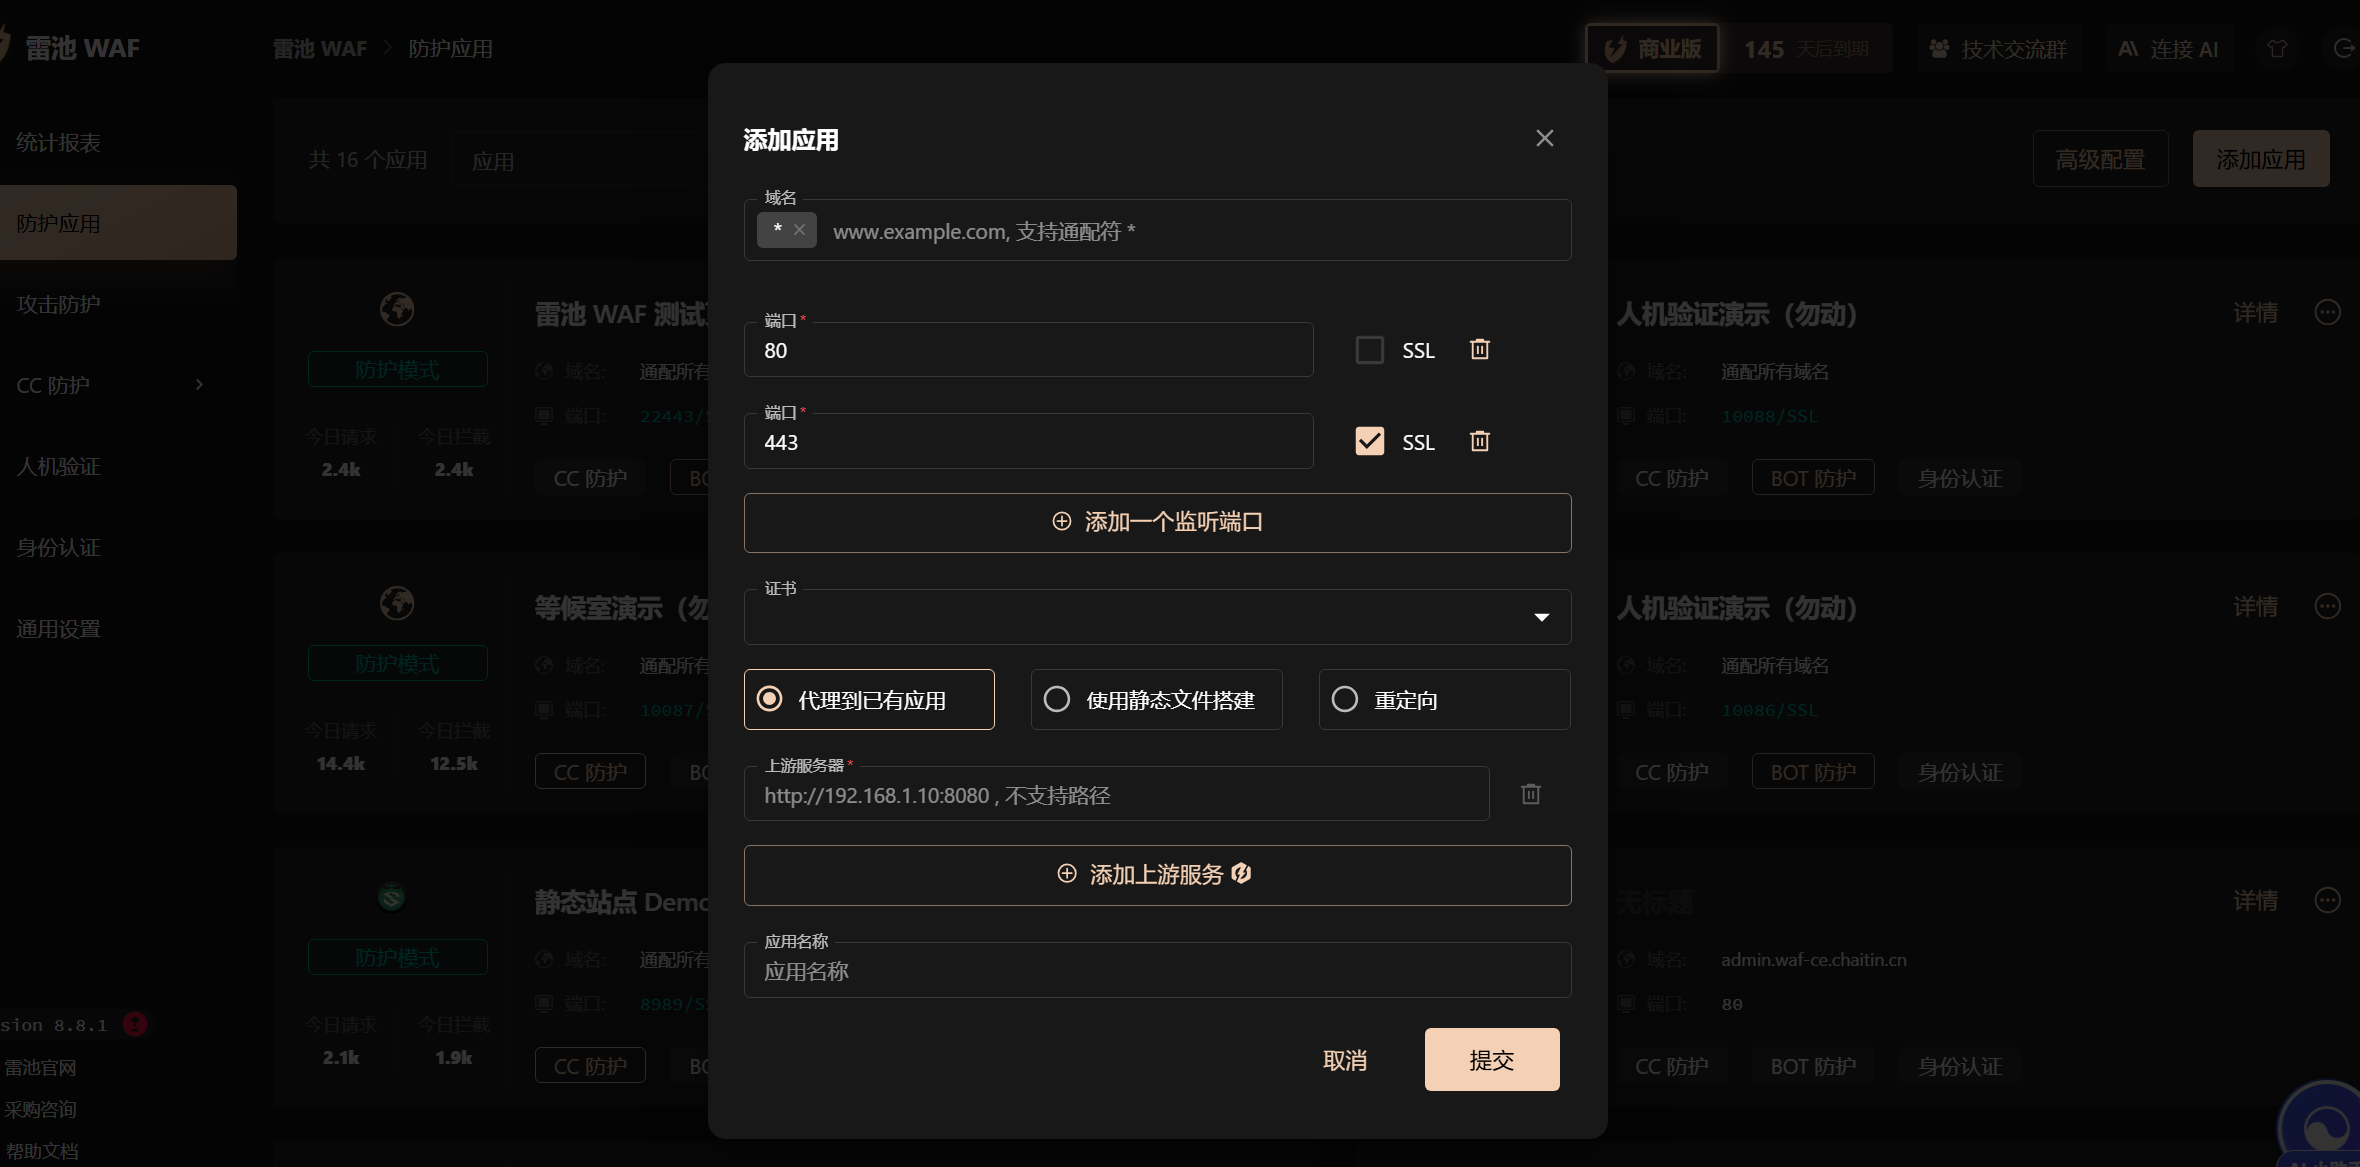 雷池 WAF
雷池 WAF > 防护应用
商业版
145 天后到期
技术交流群
连接 AI
统计报表
防护应用
攻击防护
CC 防护
人机验证
身份认证
通用设置
sion 8.8.1
雷池官网
采购咨询
帮助文档
共 16 个应用
应用
高级配置
添加应用
雷池 WAF 测试
防护模式
域名: 通配所有
端口: 22443/
今日请求 今日拦截
2.4k 2.4k
CC 防护
等候室演示（勿
防护模式
域名: 通配所有
端口: 10087/
今日请求 今日拦截
14.4k 12.5k
CC 防护
静态站点 Demo
防护模式
域名: 通配所有
端口: 8989/S
今日请求 今日拦截
2.1k 1.9k
CC 防护
添加应用
域名
* www.example.com, 支持通配符 *
端口 *
80
SSL
端口 *
443
SSL
添加一个监听端口
证书
代理到已有应用 使用静态文件搭建 重定向
上游服务器 *
http://192.168.1.10:8080 , 不支持路径
添加上游服务
应用名称
应用名称
取消 提交
人机验证演示（勿动）
详情
域名: 通配所有域名
端口: 10088/SSL
CC 防护 BOT 防护 身份认证
人机验证演示（勿动）
详情
域名: 通配所有域名
端口: 10086/SSL
CC 防护 BOT 防护 身份认证
无标题
详情
域名: admin.waf-ce.chaitin.cn
端口: 80
CC 防护 BOT 防护 身份认证